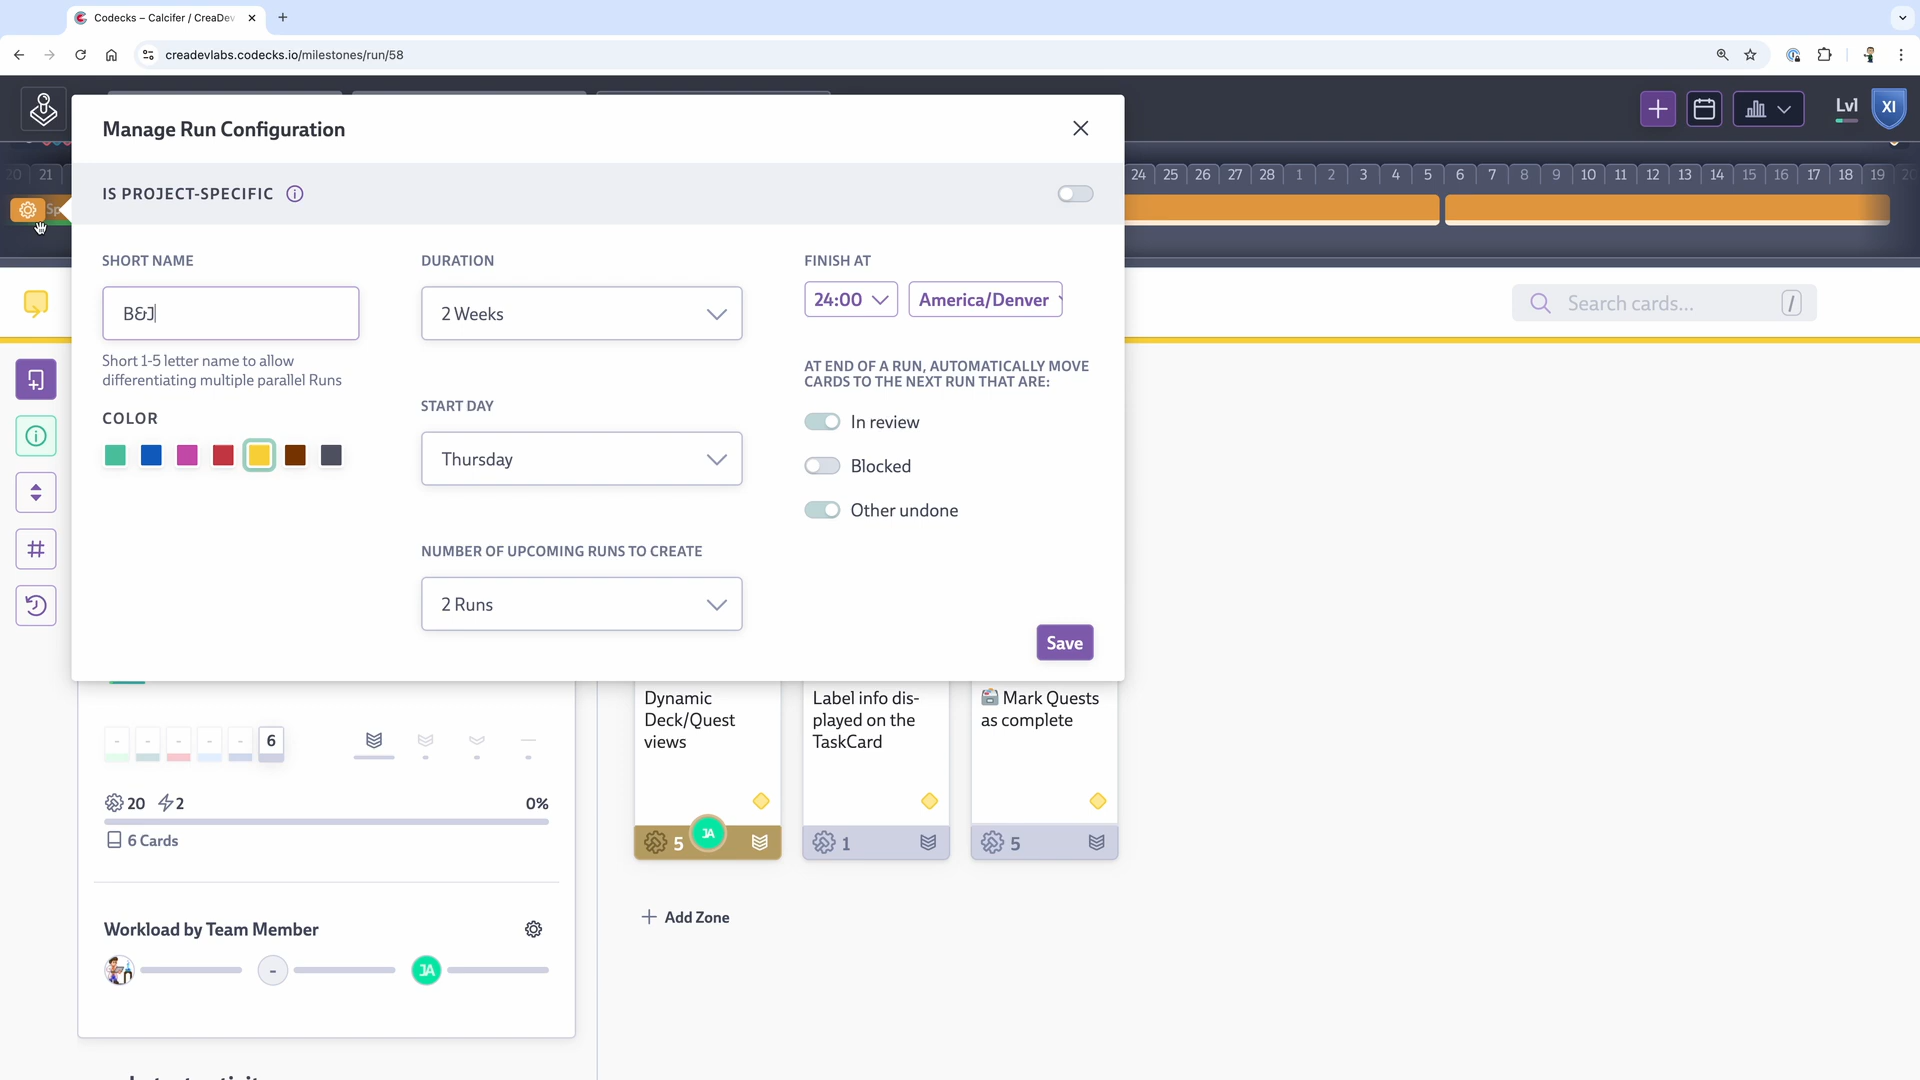 Codecks – Calcifer / CreaDev
creadevlabs.codecks.io/milestones/run/58
Manage Run Configuration
Lvl
XI
20 21
24 25 26 27 28 1 2 3 4 5 6 7 8 9 10 11 12 13 14 15 16 17 18 19 20
IS PROJECT-SPECIFIC
Sp
SHORT NAME
DURATION
FINISH AT
B&J
2 Weeks
24:00
America/Denver
Search cards...
/
Short 1-5 letter name to allow
differentiating multiple parallel Runs
AT END OF A RUN, AUTOMATICALLY MOVE
CARDS TO THE NEXT RUN THAT ARE:
COLOR
START DAY
In review
Thursday
Blocked
Other undone
NUMBER OF UPCOMING RUNS TO CREATE
2 Runs
Save
Dynamic
Deck/Quest
views
Label info dis-
played on the
TaskCard
Mark Quests
as complete
- - - - - 6
20 2
0%
6 Cards
5 JA
1
5
Add Zone
Workload by Team Member
-
JA